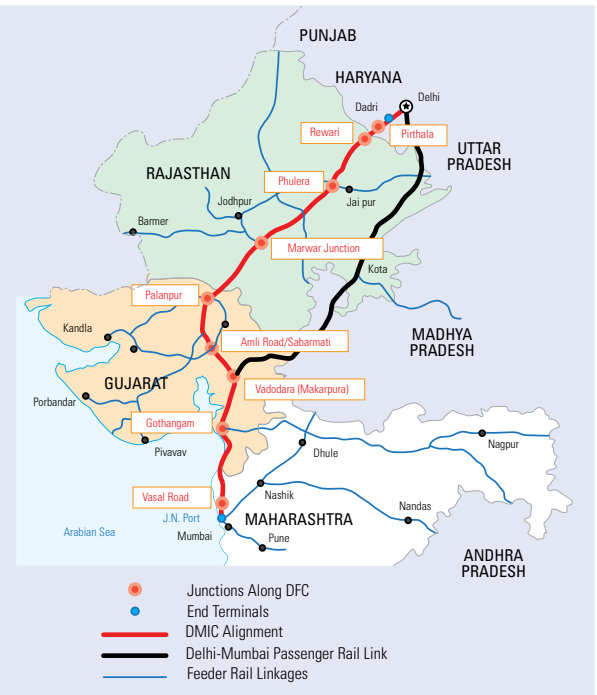 PUNJAB
HARYANA
Delhi
Dadri
Rewari
Pirthala
UTTAR
PRADESH
RAJASTHAN
Phulera
Jodhpur
Jai pur
Barmer
Marwar Junction
Kota
Palanpur
Kandla
Amli Road/Sabarmati
MADHYA
PRADESH
GUJARAT
Vadodara (Makarpura)
Porbandar
Gothangam
Pivavav
Dhule
Nagpur
Vasal Road
Nashik
Nandas
J.N. Port
MAHARASHTRA
Arabian Sea
Mumbai
Pune
ANDHRA
PRADESH
Junctions Along DFC
End Terminals
DMIC Alignment
Delhi-Mumbai Passenger Rail Link
Feeder Rail Linkages